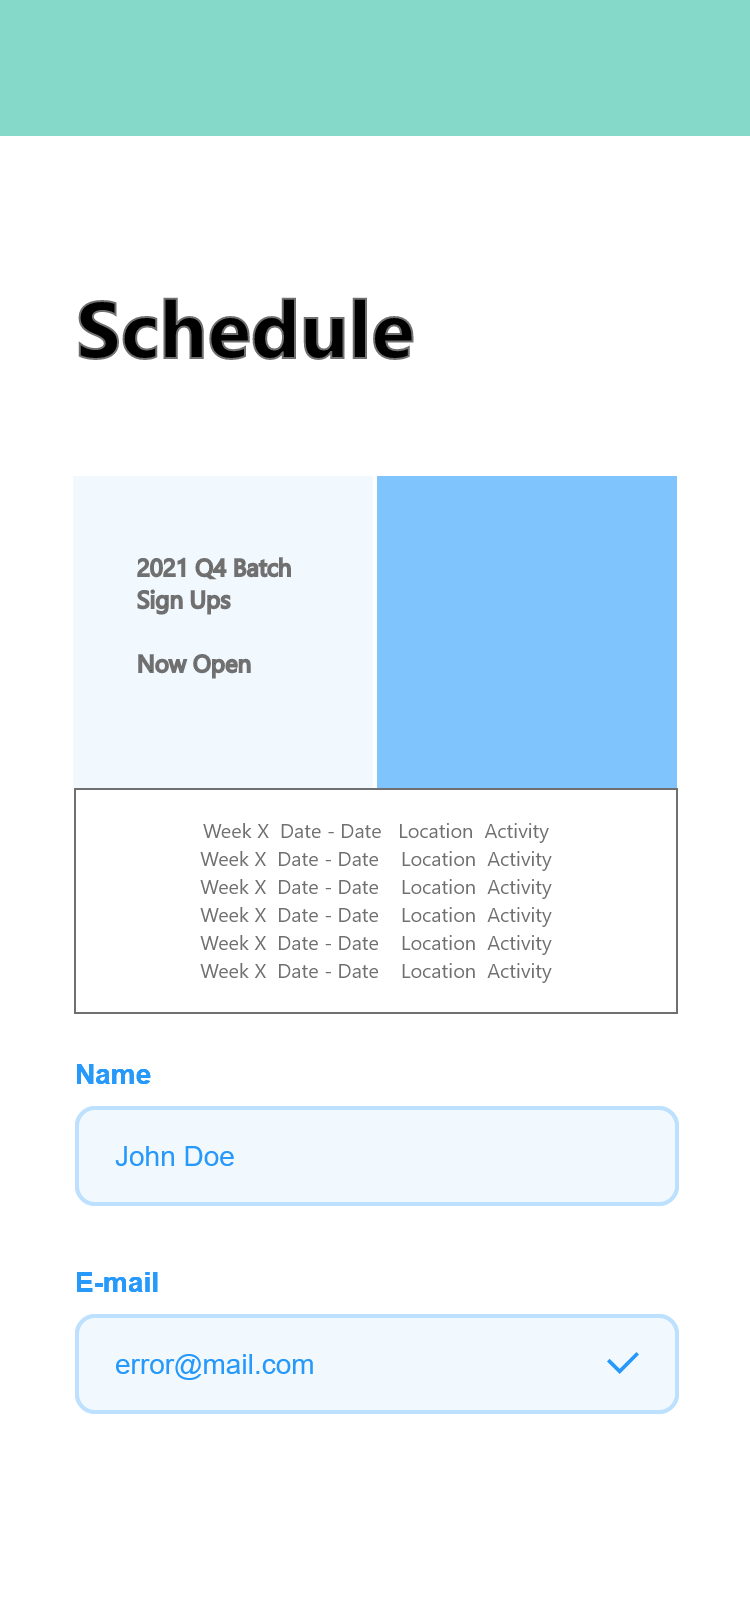 Schedule
2021 Q4 Batch
Sign Ups
Now Open
Week X  Date - Date   Location  Activity
Week X  Date - Date    Location  Activity
Week X  Date - Date    Location  Activity
Week X  Date - Date    Location  Activity
Week X  Date - Date    Location  Activity
Week X  Date - Date    Location  Activity
Name
John Doe
E-mail
error@mail.com